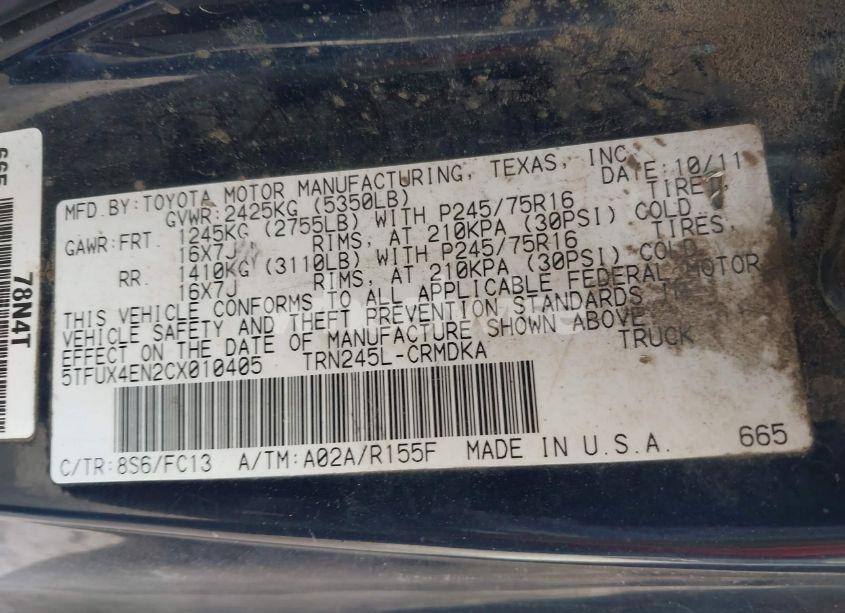 MFD.BY:TOYOTA MOTOR MANUFACTURING, TEXAS, INC.
GVWR:2425KG (5350LB) DATE:10/11
GAWR:FRT. 1245KG (2755LB) WITH P245/75R16 TIRES,
16X7J RIMS, AT 210KPA (30PSI) COLD.
RR. 1410KG (3110LB) WITH P245/75R16 TIRES,
16X7J RIMS, AT 210KPA (30PSI) COLD.
THIS VEHICLE CONFORMS TO ALL APPLICABLE FEDERAL MOTOR
VEHICLE SAFETY AND THEFT PREVENTION STANDARDS IN
EFFECT ON THE DATE OF MANUFACTURE SHOWN ABOVE.
5TFUX4EN2CX010405 TRN245L-CRMDKA TRUCK
C/TR:8S6/FC13 A/TM:A02A/R155F MADE IN U.S.A. 665
665
78N4T